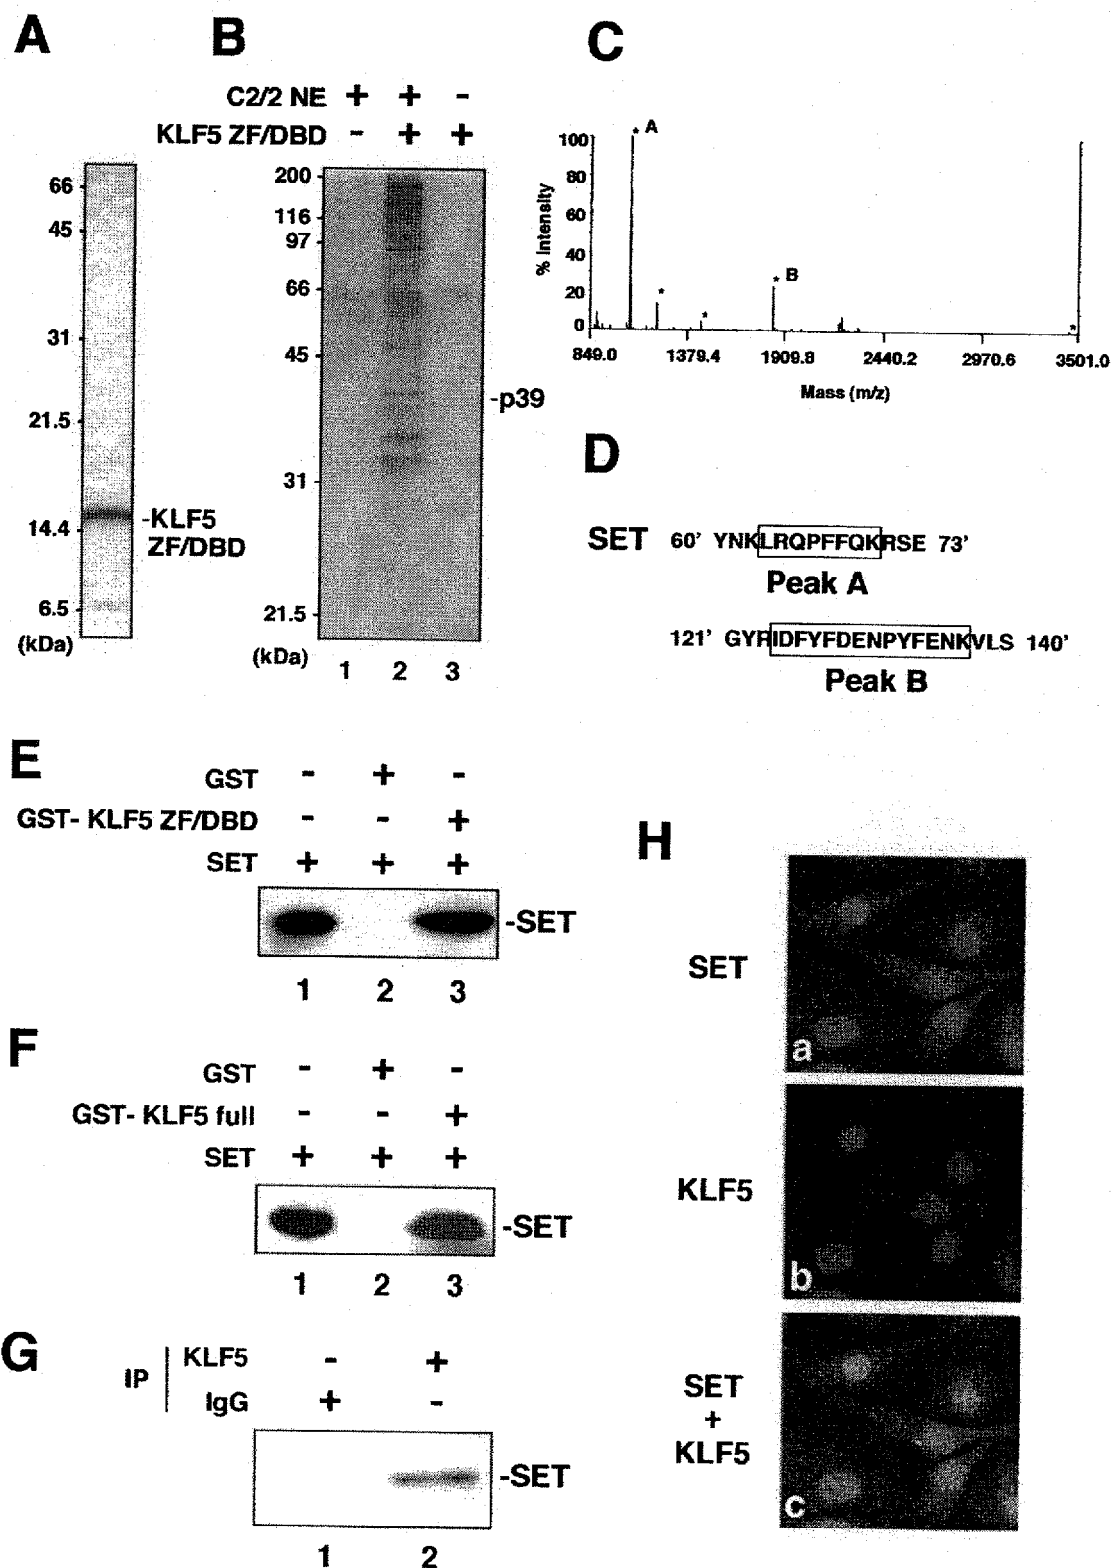 A
66
45
31
21.5
14.4
6.5
(kDa)
-KLF5
ZF/DBD
B
C2/2 NE + + -
KLF5 ZF/DBD - + +
200
116
97
66
45
31
21.5
(kDa)
-p39
1 2 3
C
% Intensity
100
80
60
40
20
0
* A
*
*
* B
*
849.0 1379.4 1909.8 2440.2 2970.6 3501.0
Mass (m/z)
D
SET 60' YNKLRQPFFQKRSE 73'
Peak A
121' GYRIDFYFDENPYFENKVLS 140'
Peak B
E
GST - + -
GST- KLF5 ZF/DBD - - +
SET + + +
-SET
1 2 3
F
GST - + -
GST- KLF5 full - - +
SET + + +
-SET
1 2 3
G
IP
KLF5 - +
IgG + -
-SET
1 2
H
SET
a
KLF5
b
SET
+
KLF5
c